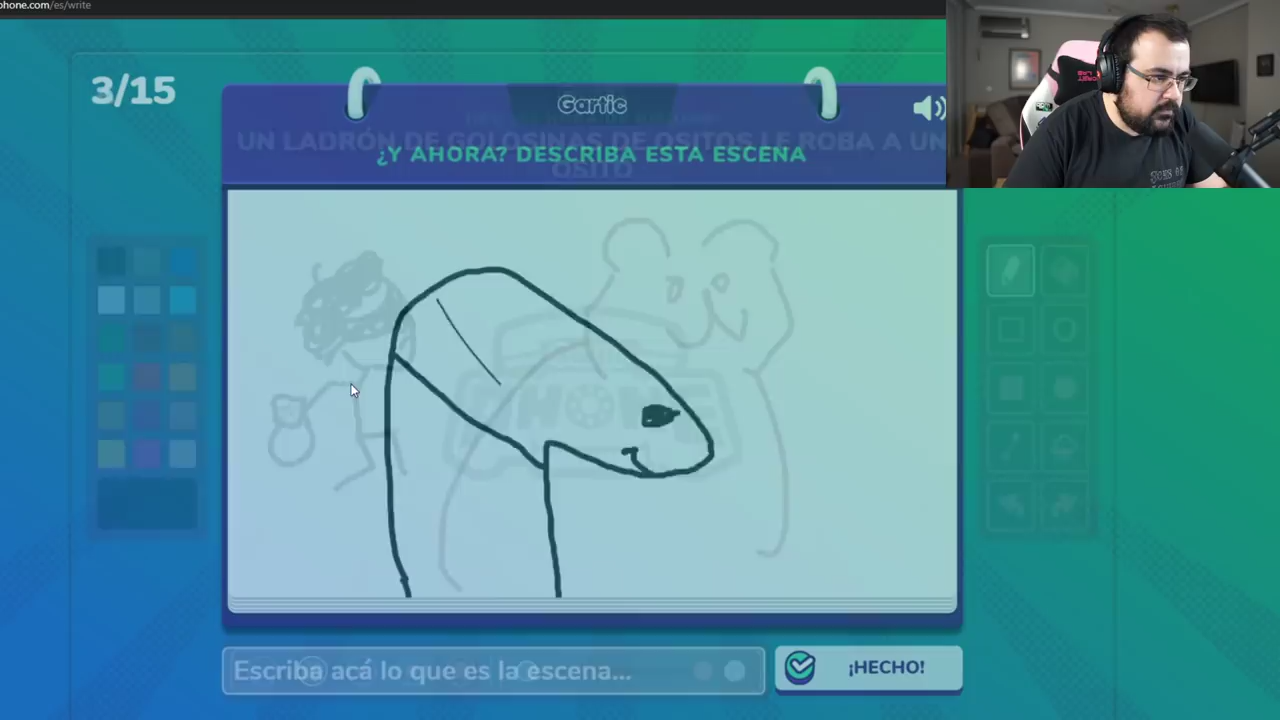 phone.com/es/write
3/15
Gartic
UN LADRÓN DE GOLOSINAS DE OSITOS LE ROBA A UN
OSITO
¿Y AHORA? DESCRIBA ESTA ESCENA
PHONE
Escriba acá lo que es la escena...
¡HECHO!